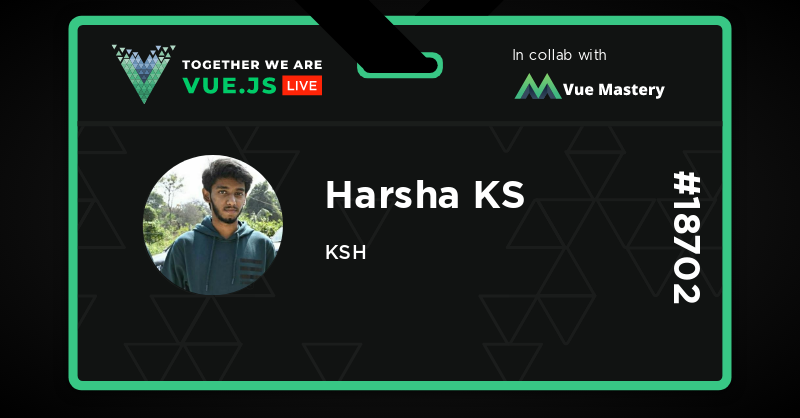 TOGETHER WE ARE
VUE.JS LIVE
In collab with
Vue Mastery
Harsha KS
KSH
#18702